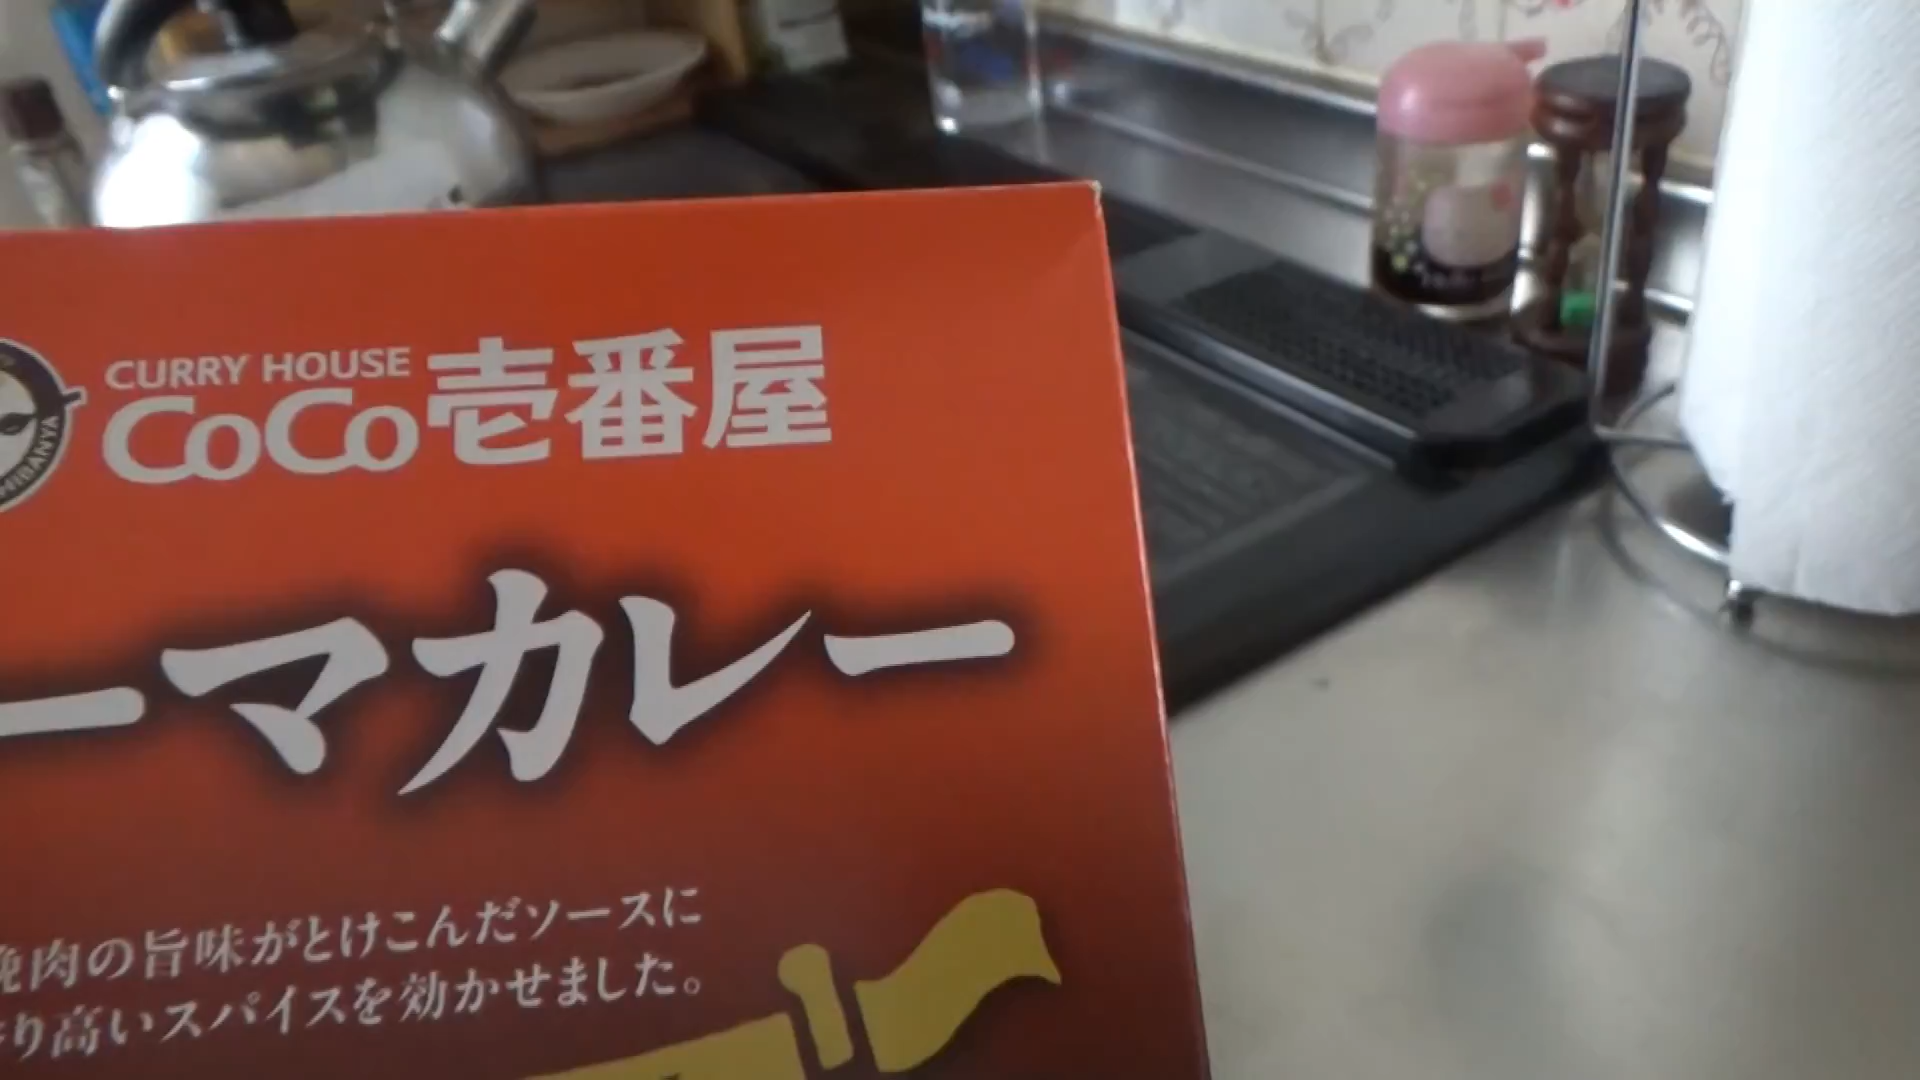 CURRY HOUSE
CoCo壱番屋
HIBANYA
ーマカレー
挽肉の旨味がとけこんだソースに
り高いスパイスを効かせました。